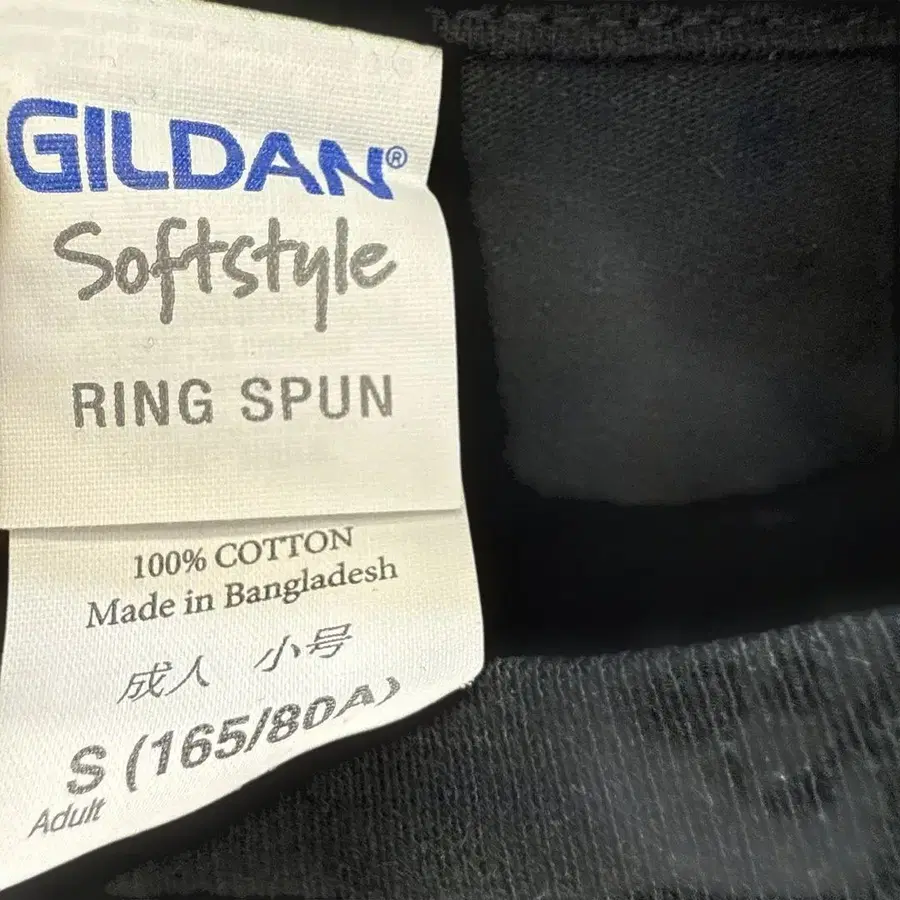 GILDAN®
Softstyle
RING SPUN
100% COTTON
Made in Bangladesh
成人 小号
S (165/80A)
Adult